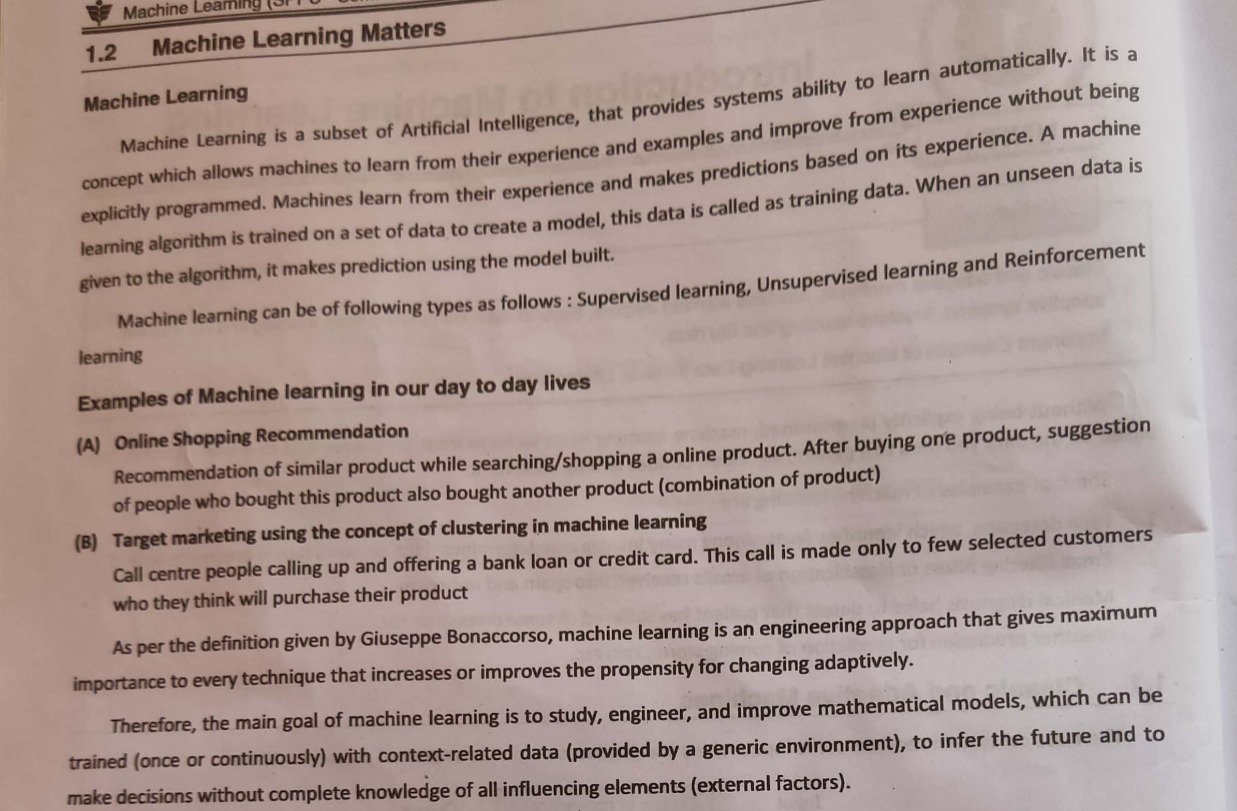 Machine Learning
1.2 Machine Learning Matters
Machine Learning
Machine Learning is a subset of Artificial Intelligence, that provides systems ability to learn automatically. It is a
concept which allows machines to learn from their experience and examples and improve from experience without being
explicitly programmed. Machines learn from their experience and makes predictions based on its experience. A machine
learning algorithm is trained on a set of data to create a model, this data is called as training data. When an unseen data is
given to the algorithm, it makes prediction using the model built.
Machine learning can be of following types as follows : Supervised learning, Unsupervised learning and Reinforcement
learning
Examples of Machine learning in our day to day lives
(A) Online Shopping Recommendation
Recommendation of similar product while searching/shopping a online product. After buying one product, suggestion
of people who bought this product also bought another product (combination of product)
(B) Target marketing using the concept of clustering in machine learning
Call centre people calling up and offering a bank loan or credit card. This call is made only to few selected customers
who they think will purchase their product
As per the definition given by Giuseppe Bonaccorso, machine learning is an engineering approach that gives maximum
importance to every technique that increases or improves the propensity for changing adaptively.
Therefore, the main goal of machine learning is to study, engineer, and improve mathematical models, which can be
trained (once or continuously) with context-related data (provided by a generic environment), to infer the future and to
make decisions without complete knowledge of all influencing elements (external factors).